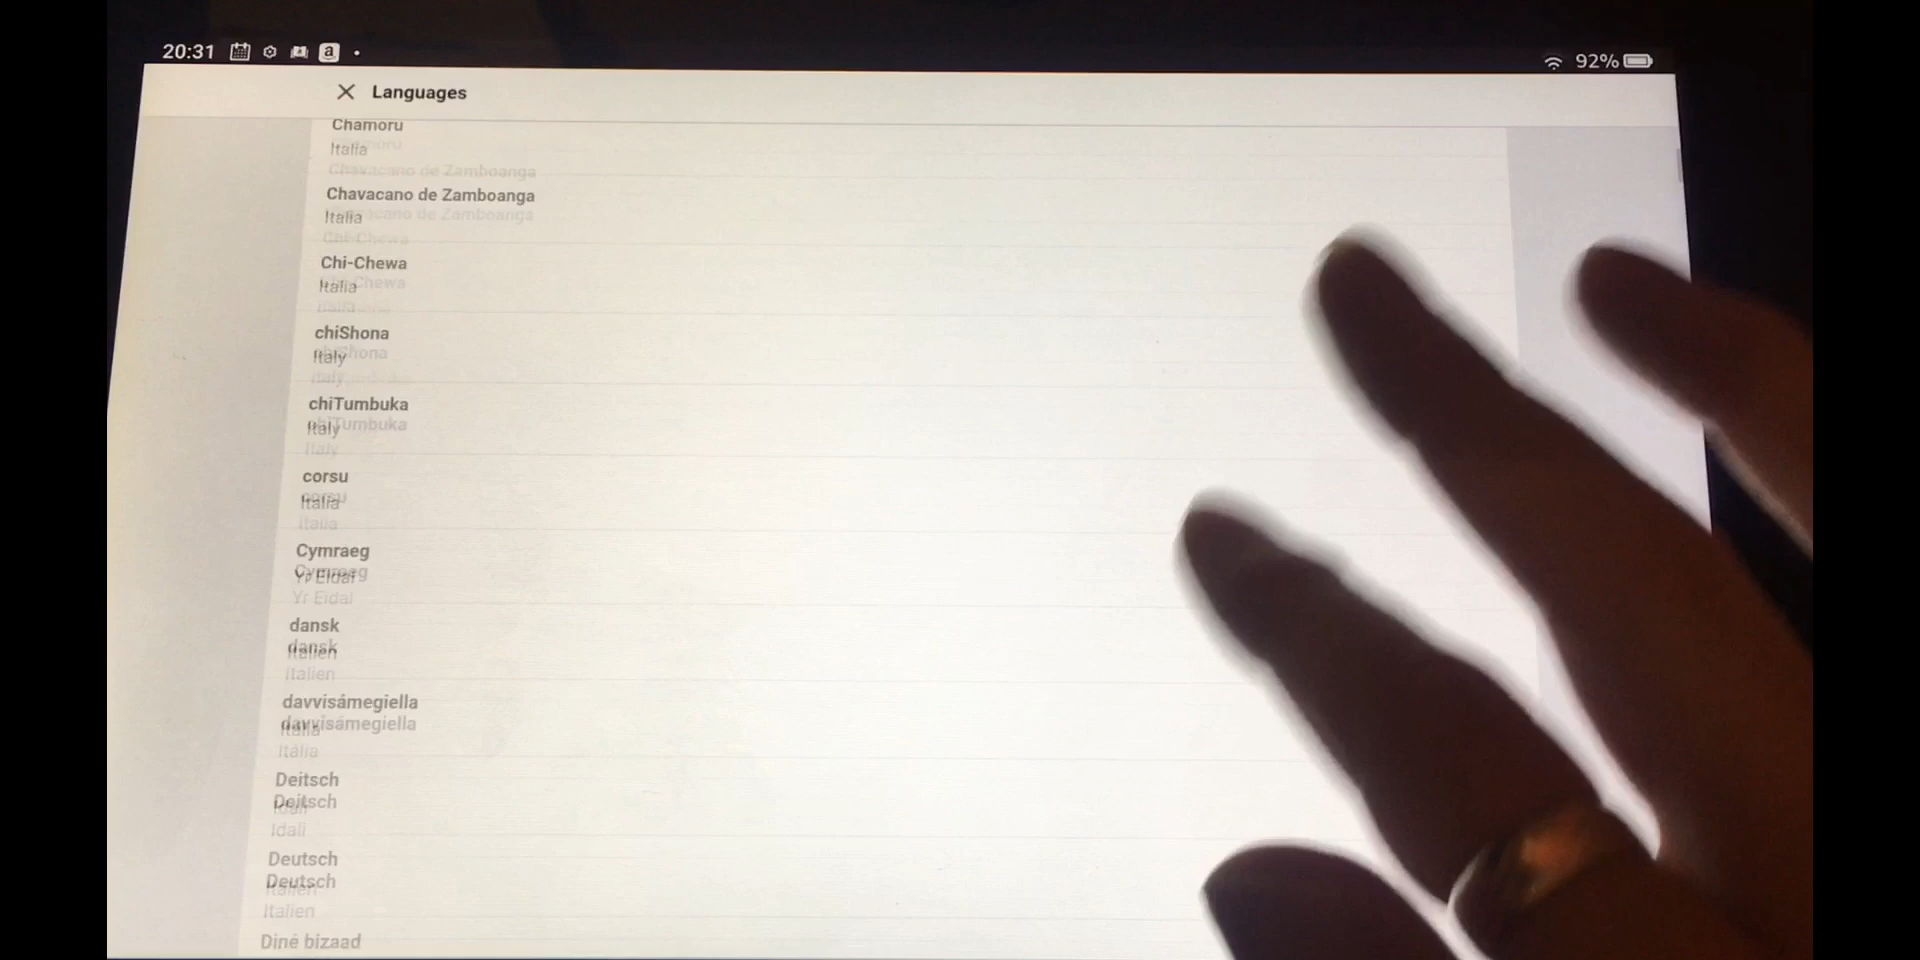 20:31
92%
Languages
Chamoru
Italia
Chavacano de Zamboanga
Italia
Chi-Chewa
Italia
chiShona
Italy
chiTumbuka
Italy
corsu
Italia
Cymraeg
Yr Eidal
dansk
Italien
davvisámegiella
Itália
Deitsch
Idali
Deutsch
Italien
Diné bizaad